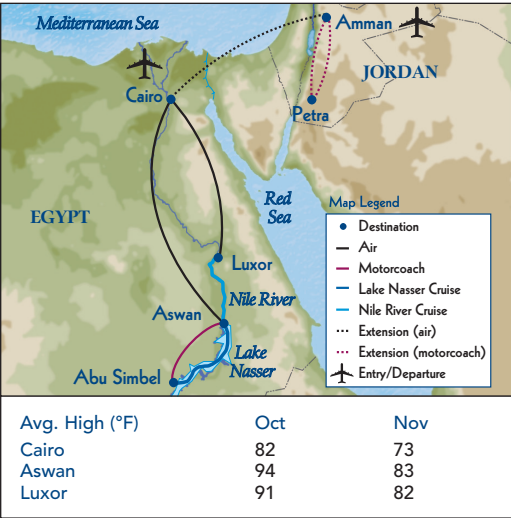 Mediterranean Sea
Amman
JORDAN
Cairo
Petra
Red
Sea
EGYPT
Map Legend
Destination
Air
Motorcoach
Lake Nasser Cruise
Nile River Cruise
Extension (air)
Extension (motorcoach)
Entry/Departure
Luxor
Nile River
Aswan
Lake
Nasser
Abu Simbel
Avg. High (°F) Oct Nov
Cairo 82 73
Aswan 94 83
Luxor 91 82